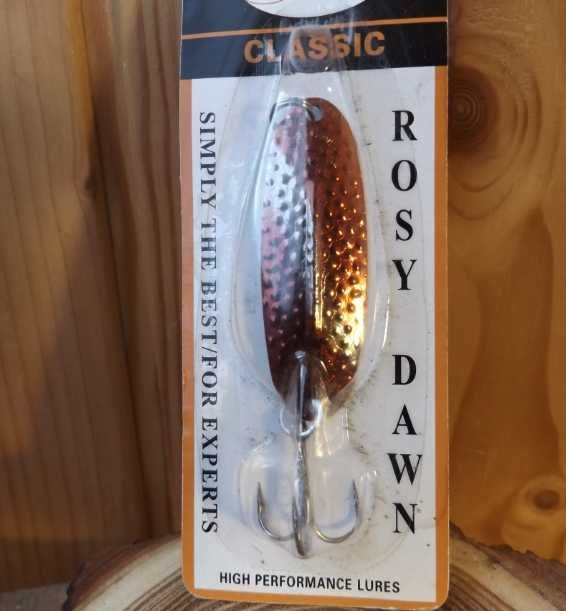 CLASSIC
SIMPLY THE BEST/FOR EXPERTS
ROSY DAWN
HIGH PERFORMANCE LURES